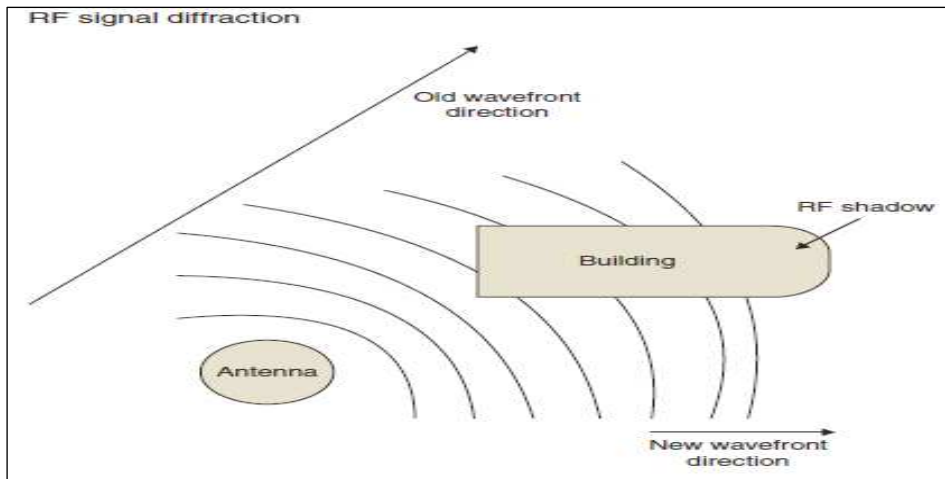 RF signal diffraction
Old wavefront
direction
RF shadow
Building
Antenna
New wavefront
direction